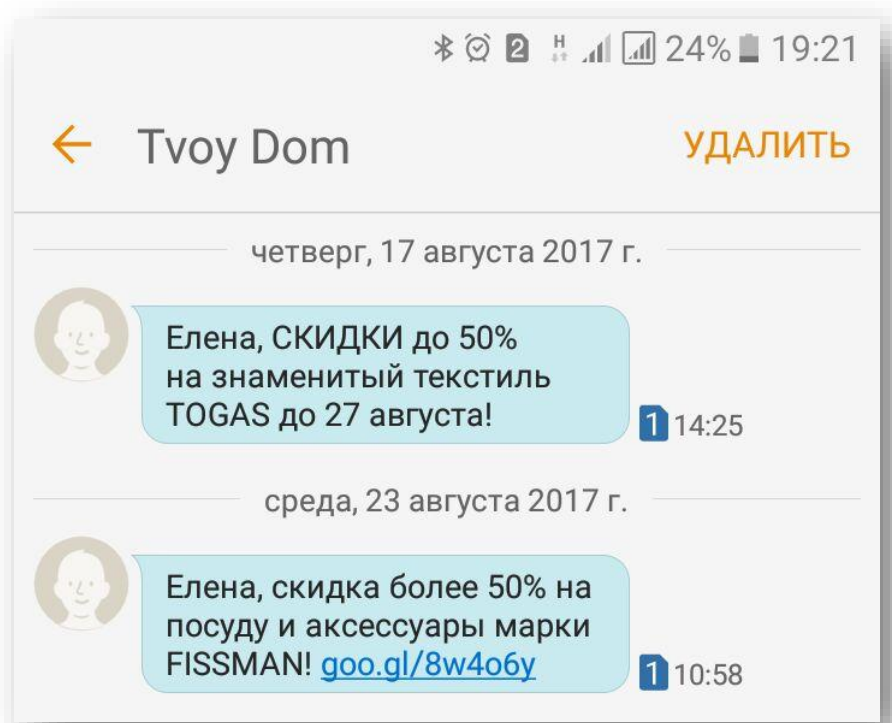 2 H 24% 19:21
Tvoy Dom УДАЛИТЬ
четверг, 17 августа 2017 г.
Елена, СКИДКИ до 50%
на знаменитый текстиль
TOGAS до 27 августа!
1 14:25
среда, 23 августа 2017 г.
Елена, скидка более 50% на
посуду и аксессуары марки
FISSMAN! goo.gl/8w4o6y
1 10:58